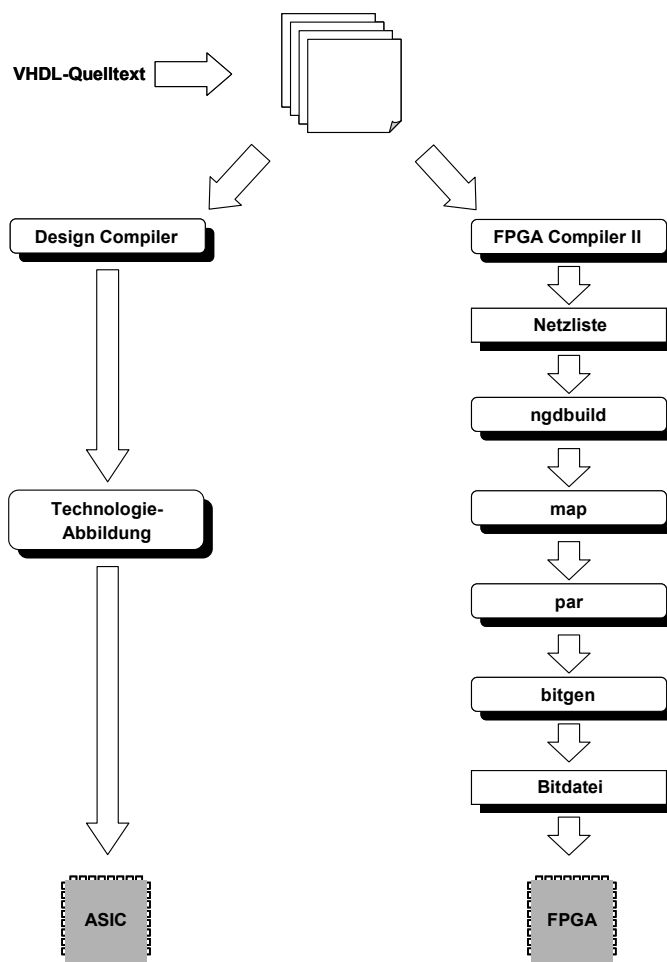 VHDL-Quelltext
Design Compiler
Technologie-
Abbildung
ASIC
FPGA Compiler II
Netzliste
ngdbuild
map
par
bitgen
Bitdatei
FPGA